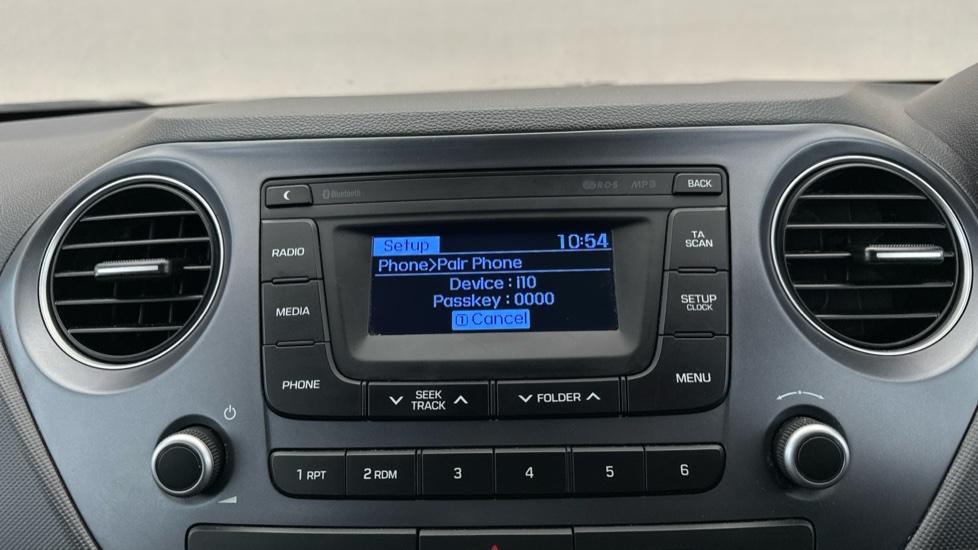 Bluetooth
RDS
MP3
BACK
RADIO
MEDIA
PHONE
Setup
10:54
Phone>Pair Phone
Device : I10
Passkey : 0000
1 Cancel
TA
SCAN
SETUP
CLOCK
MENU
SEEK
TRACK
FOLDER
1 RPT
2 RDM
3
4
5
6